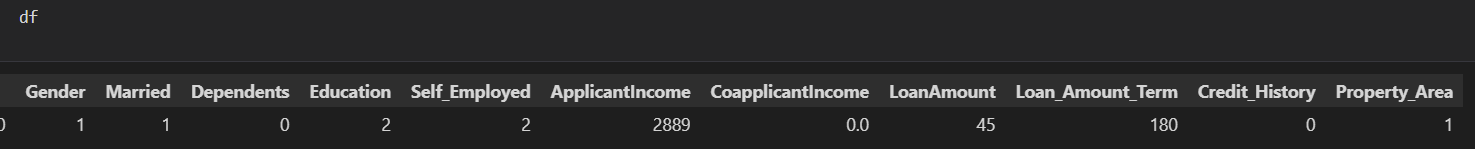 df
Gender Married Dependents Education Self_Employed ApplicantIncome CoapplicantIncome LoanAmount Loan_Amount_Term Credit_History Property_Area
0 1 1 0 2 2 2889 0.0 45 180 0 1